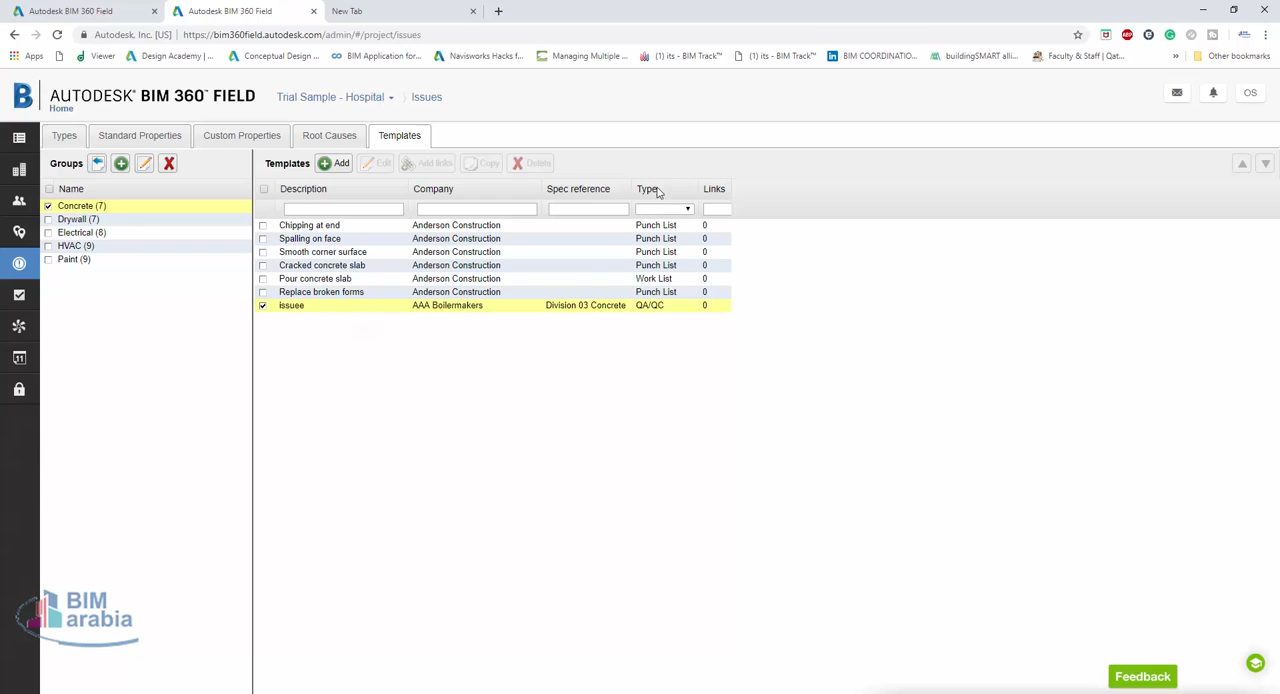 Autodesk BIM 360 Field
Autodesk BIM 360 Field
New Tab
Autodesk, Inc. [US] | https://bim360field.autodesk.com/admin/#/project/issues
Apps
Viewer
Design Academy | ...
Conceptual Design ...
BIM Application for...
Navisworks Hacks f...
Managing Multiple ...
(1) its - BIM Track™
(1) its - BIM Track™
BIM COORDINATIO...
buildingSMART alli...
Faculty & Staff | Qat...
»
Other bookmarks
AUTODESK® BIM 360™ FIELD
Trial Sample - Hospital
Issues
OS
Home
Types
Standard Properties
Custom Properties
Root Causes
Templates
Groups
Templates
Add
Edit
Add links
Copy
Delete
Name
Description
Company
Spec reference
Type
Links
Concrete (7)
Drywall (7)
Electrical (8)
HVAC (9)
Paint (9)
Chipping at end Anderson Construction Punch List 0
Spalling on face Anderson Construction Punch List 0
Smooth corner surface Anderson Construction Punch List 0
Cracked concrete slab Anderson Construction Punch List 0
Pour concrete slab Anderson Construction Work List 0
Replace broken forms Anderson Construction Punch List 0
issuee AAA Boilermakers Division 03 Concrete QA/QC 0
11
BIM
arabia
Feedback